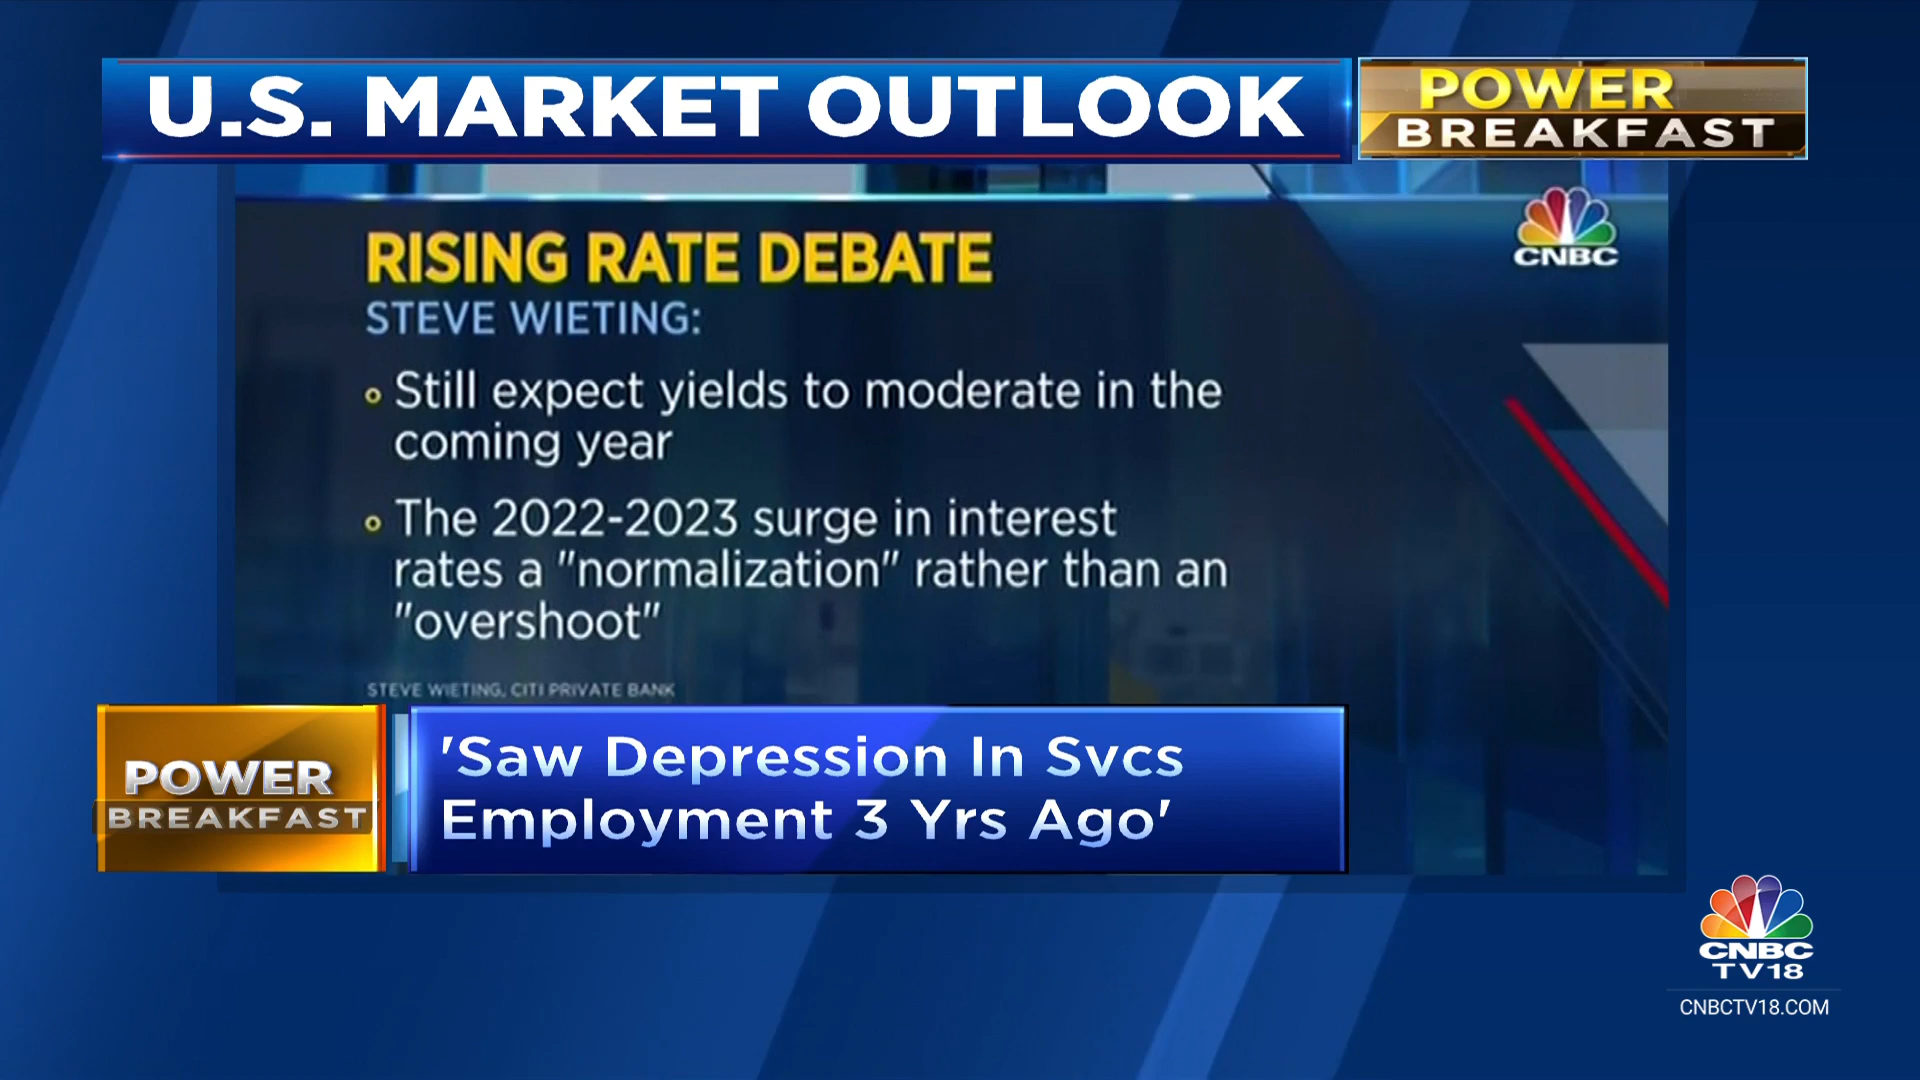 U.S. MARKET OUTLOOK
POWER
BREAKFAST
CNBC
RISING RATE DEBATE
STEVE WIETING:
Still expect yields to moderate in the
coming year
The 2022-2023 surge in interest
rates a "normalization" rather than an
"overshoot"
STEVE WIETING, CITI PRIVATE BANK
POWER
BREAKFAST
'Saw Depression In Svcs
Employment 3 Yrs Ago'
CNBC
TV18
CNBCTV18.COM